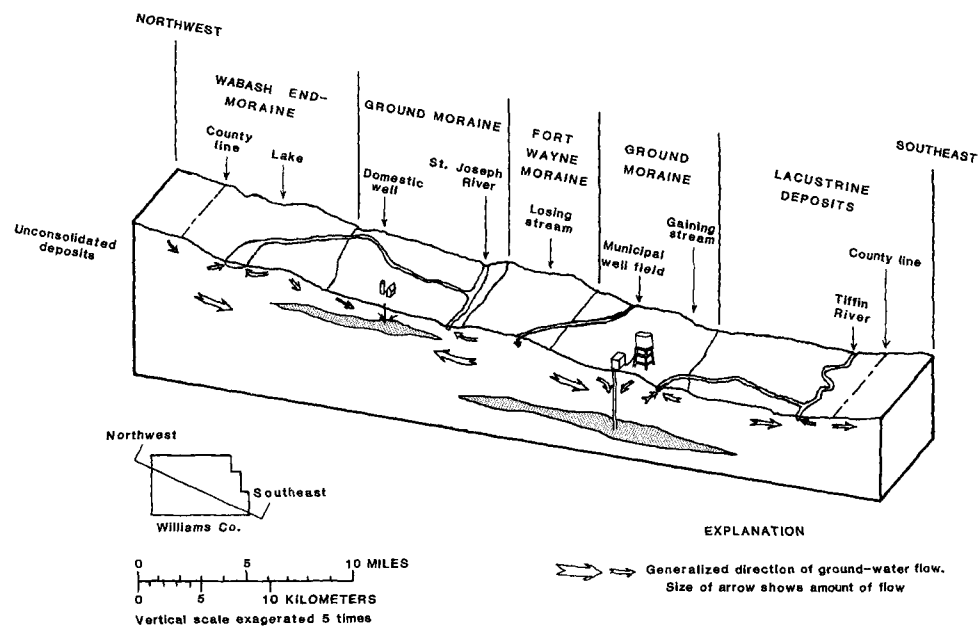 NORTHWEST
WABASH END-
MORAINE
GROUND MORAINE
FORT
WAYNE
MORAINE
GROUND
MORAINE
LACUSTRINE
DEPOSITS
SOUTHEAST
County
line
Lake
Domestic
well
St. Joseph
River
Losing
stream
Municipal
well field
Gaining
stream
Tiffin
River
County line
Unconsolidated
deposits
Northwest
Southeast
Williams Co.
0 5 10 MILES
0 5 10 KILOMETERS
Vertical scale exagerated 5 times
EXPLANATION
Generalized direction of ground-water flow.
Size of arrow shows amount of flow